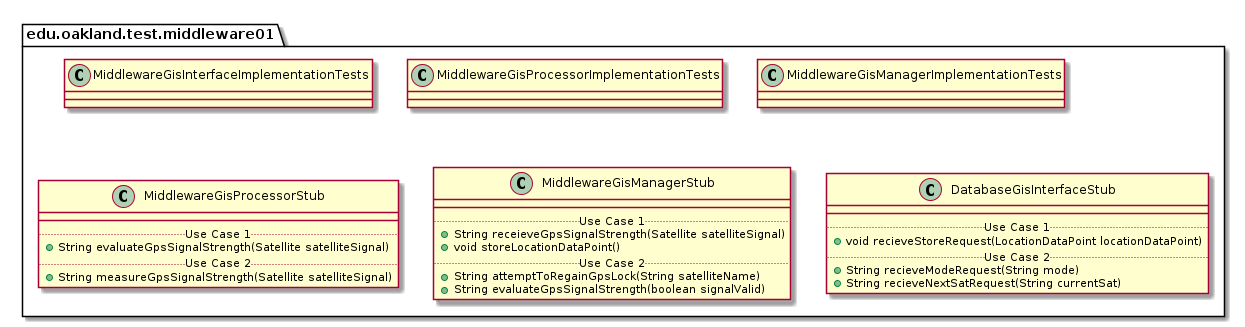 edu.oakland.test.middleware01
C MiddlewareGisInterfaceImplementationTests
C MiddlewareGisProcessorImplementationTests
C MiddlewareGisManagerImplementationTests
C MiddlewareGisProcessorStub
Use Case 1
String evaluateGpsSignalStrength(Satellite satelliteSignal)
Use Case 2
String measureGpsSignalStrength(Satellite satelliteSignal)
C MiddlewareGisManagerStub
Use Case 1
String receieveGpsSignalStrength(Satellite satelliteSignal)
void storeLocationDataPoint()
Use Case 2
String attemptToRegainGpsLock(String satelliteName)
String evaluateGpsSignalStrength(boolean signalValid)
C DatabaseGisInterfaceStub
Use Case 1
void recieveStoreRequest(LocationDataPoint locationDataPoint)
Use Case 2
String recieveModeRequest(String mode)
String recieveNextSatRequest(String currentSat)